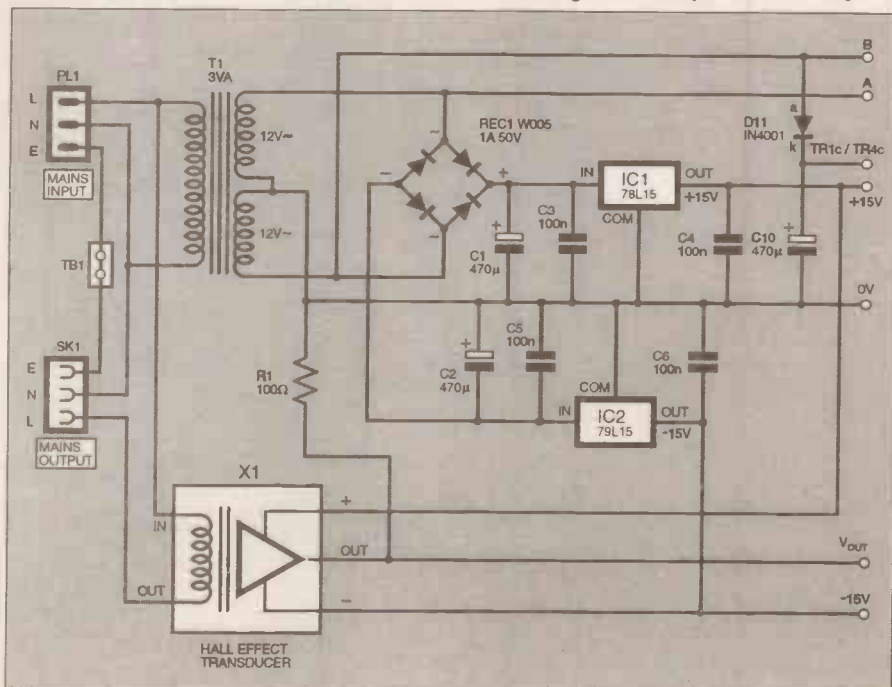 PL1
L
N
E
MAINS
INPUT
TB1
SK1
E
N
L
MAINS
OUTPUT
T1
3VA
12V~
12V~
REC1 W005
1A 50V
~
~
~
+
C1
470μ
C3
100n
IN
IC1
78L15
OUT
+15V
COM
C4
100n
C10
470μ
+
+
B
A
D11
IN4001
a
k
TR1c / TR4c
+15V
0V
R1
100Ω
+
C2
470μ
C5
100n
COM
IN
IC2
79L15
OUT
-15V
C6
100n
X1
IN
OUT
+
OUT
-
VOUT
-15V
HALL EFFECT
TRANSDUCER